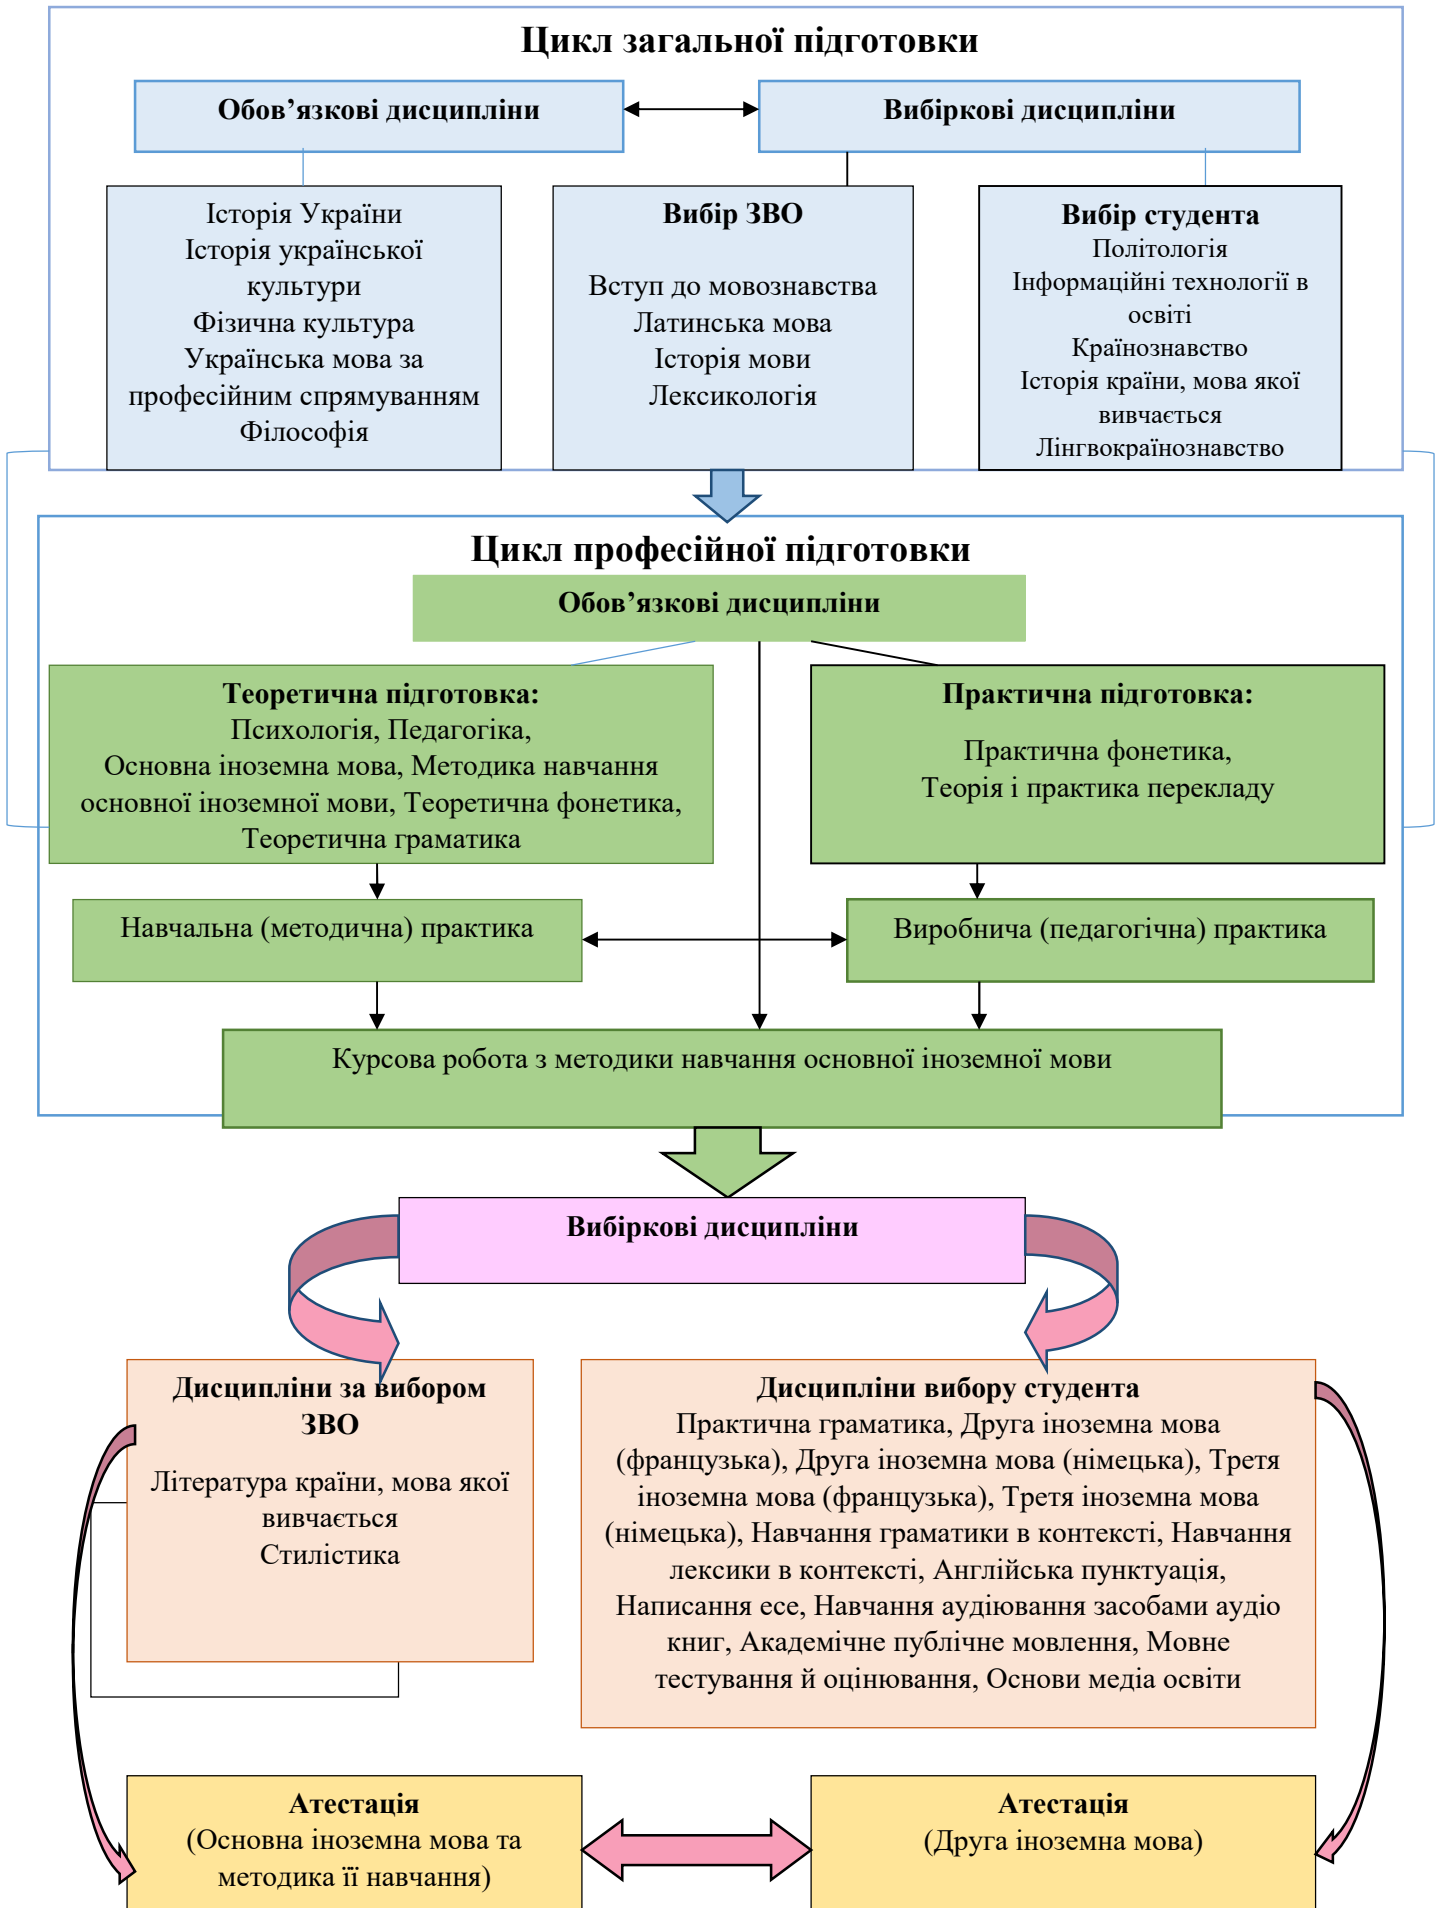 Цикл загальної підготовки
Обов’язкові дисципліни
Вибіркові дисципліни
Історія України
Історія української
культури
Фізична культура
Українська мова за
професійним спрямуванням
Філософія
Вибір ЗВО
Вступ до мовознавства
Латинська мова
Історія мови
Лексикологія
Вибір студента
Політологія
Інформаційні технології в
освіті
Країнознавство
Історія країни, мова якої
вивчається
Лінгвокраїнознавство
Цикл професійної підготовки
Обов’язкові дисципліни
Теоретична підготовка:
Психологія, Педагогіка,
Основна іноземна мова, Методика навчання
основної іноземної мови, Теоретична фонетика,
Теоретична граматика
Практична підготовка:
Практична фонетика,
Теорія і практика перекладу
Навчальна (методична) практика
Виробнича (педагогічна) практика
Курсова робота з методики навчання основної іноземної мови
Вибіркові дисципліни
Дисципліни за вибором
ЗВО
Література країни, мова якої
вивчається
Стилістика
Дисципліни вибору студента
Практична граматика, Друга іноземна мова
(французька), Друга іноземна мова (німецька), Третя
іноземна мова (французька), Третя іноземна мова
(німецька), Навчання граматики в контексті, Навчання
лексики в контексті, Англійська пунктуація,
Написання есе, Навчання аудіювання засобами аудіо
книг, Академічне публічне мовлення, Мовне
тестування й оцінювання, Основи медіа освіти
Атестація
(Основна іноземна мова та
методика її навчання)
Атестація
(Друга іноземна мова)